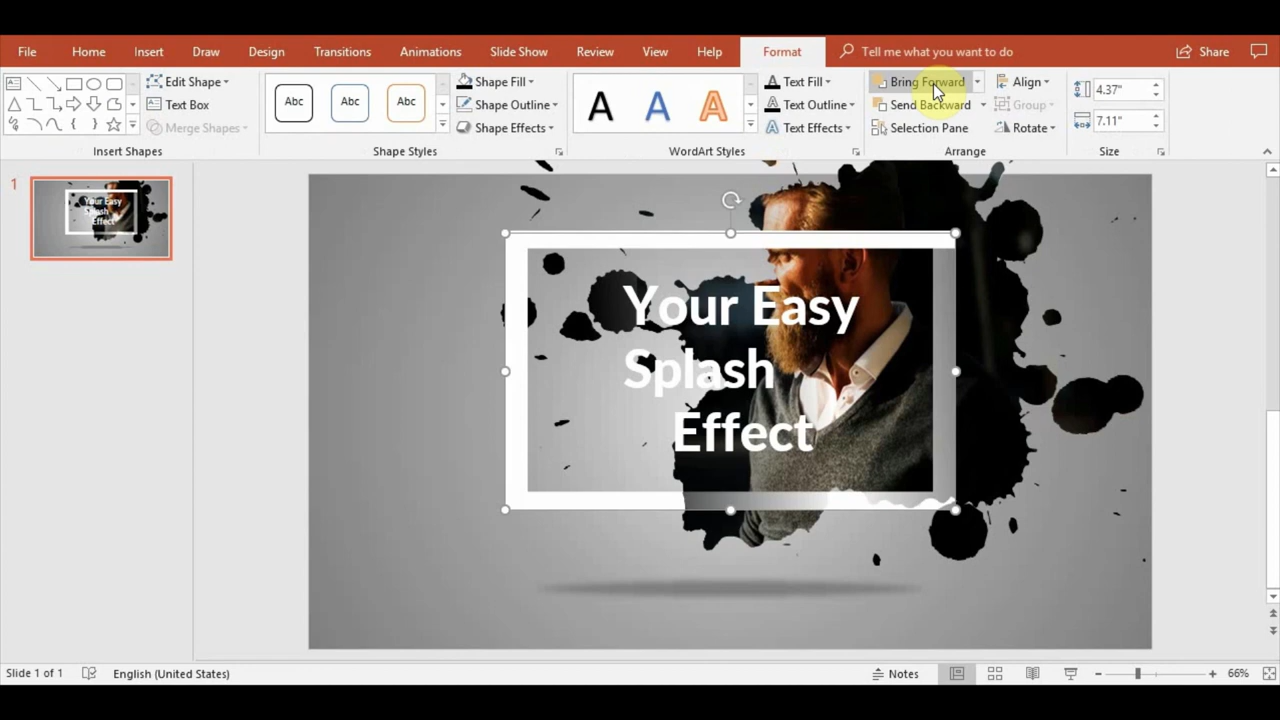 File Home Insert Draw Design Transitions Animations Slide Show Review View Help Format Tell me what you want to do Share
Edit Shape
Text Box
Merge Shapes
Insert Shapes
Abc Abc Abc
Shape Fill
Shape Outline
Shape Effects
Shape Styles
A A A
Text Fill
Text Outline
Text Effects
WordArt Styles
Bring Forward
Send Backward
Selection Pane
Align
Group
Rotate
Arrange
4.37"
7.11"
Size
1
Your Easy
Splash
Effect
Your Easy
Splash
Effect
Slide 1 of 1 English (United States) Notes 66%